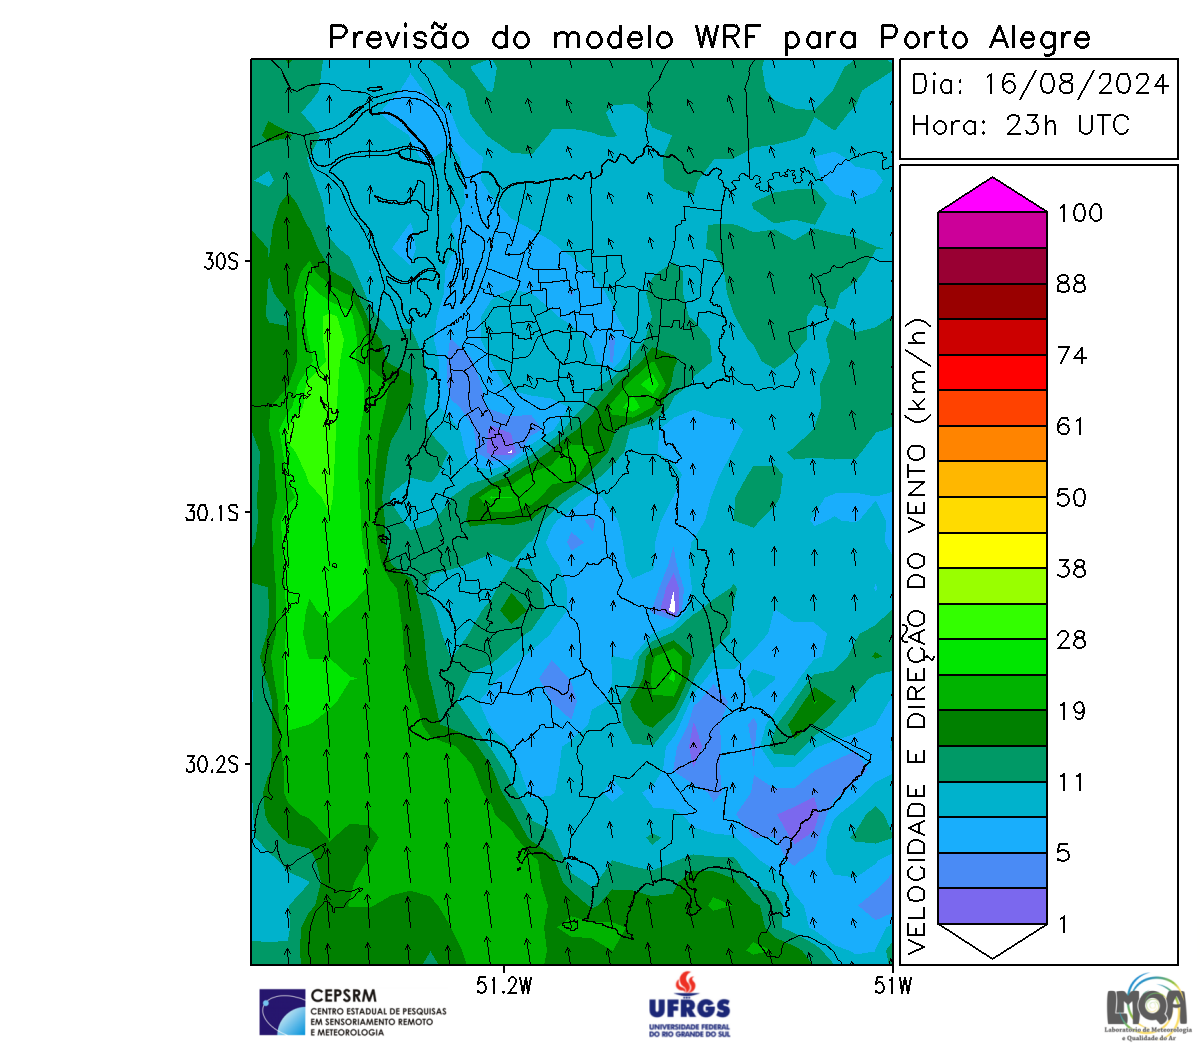 Previsão do modelo WRF para Porto Alegre
Dia: 16/08/2024
Hora: 23h UTC
30S
30.1S
30.2S
51.2W
51W
VELOCIDADE E DIREÇÃO DO VENTO (km/h)
100
88
74
61
50
38
28
19
11
5
1
CEPSRM
CENTRO ESTADUAL DE PESQUISAS
EM SENSORIAMENTO REMOTO
E METEOROLOGIA
UFRGS
UNIVERSIDADE FEDERAL
DO RIO GRANDE DO SUL
LMQA
Laboratório de Meteorologia
e Qualidade do Ar